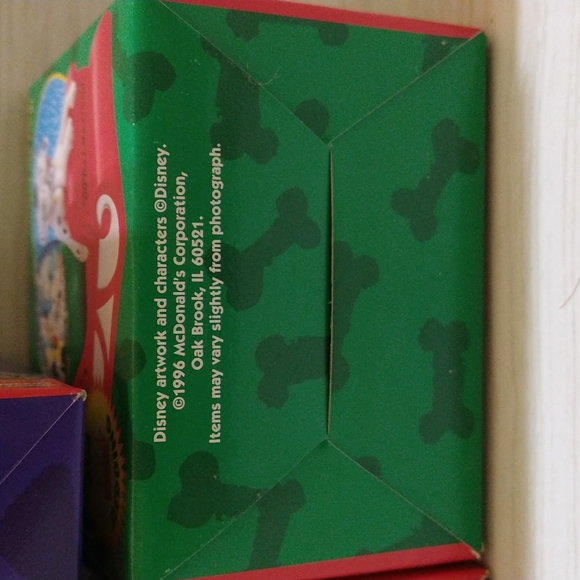 Disney artwork and characters ©Disney.
©1996 McDonald's Corporation,
Oak Brook, IL 60521.
Items may vary slightly from photograph.